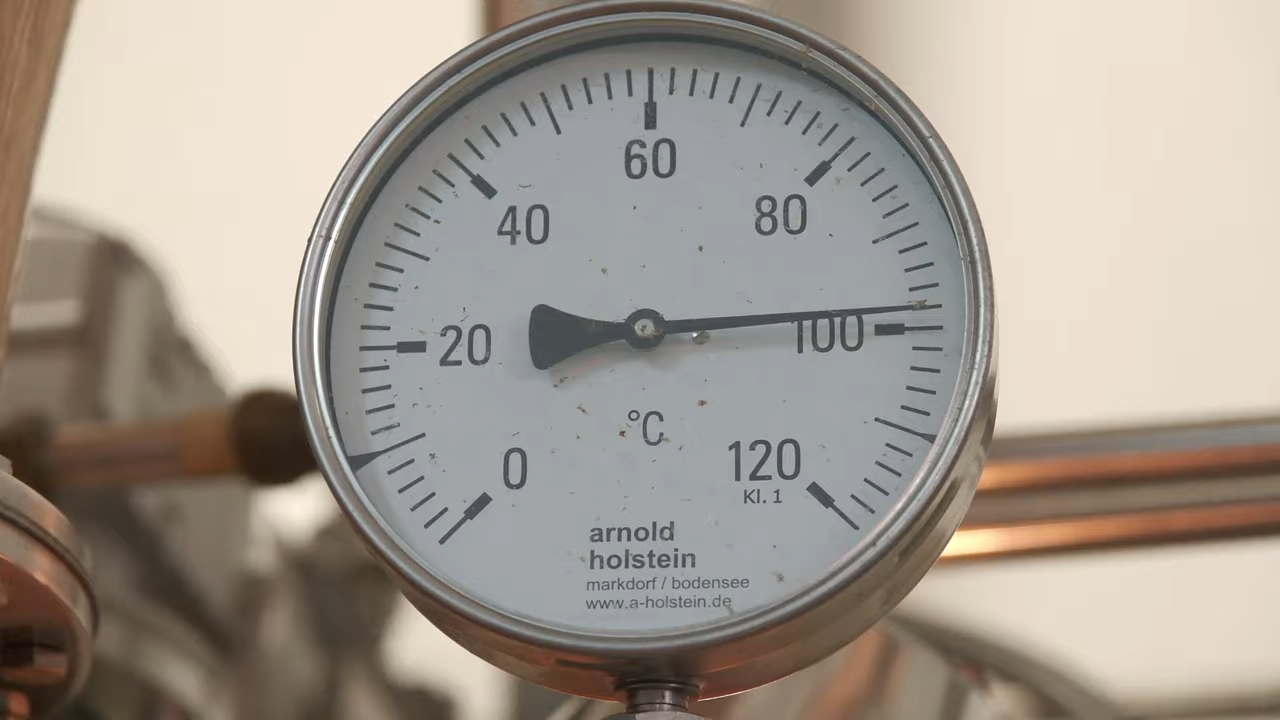 60
40
80
20
100
°C
0
120
Kl. 1
arnold
holstein
markdorf / bodensee
www.a-holstein.de